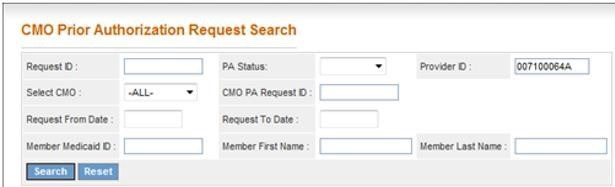 CMO Prior Authorization Request Search
Request ID : PA Status: Provider ID : 007100064A
Select CMO : -ALL- CMO PA Request ID :
Request From Date : Request To Date :
Member Medicaid ID : Member First Name : Member Last Name :
Search Reset